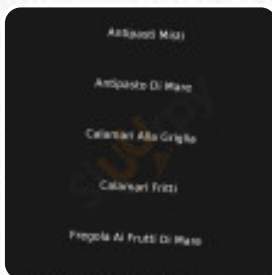 Antipasti Misti
Antipasto Di Mare
Calamari Alla Griglia
Calamari Fritti
Fregola Ai Frutti Di Mare